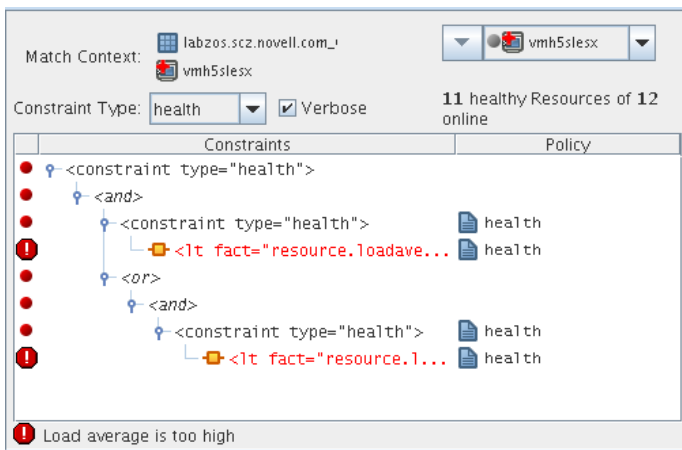 Match Context:
labzos.scz.novell.com_
vmh5slesx
vmh5slesx
Constraint Type: health Verbose
11 healthy Resources of 12
online
Constraints Policy
<constraint type="health">
<and>
<constraint type="health"> health
<lt fact="resource.loadave... health
<or>
<and>
<constraint type="health"> health
<lt fact="resource.l... health
Load average is too high